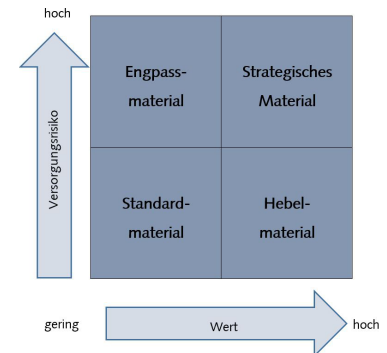 hoch
Engpass-
material
Strategisches
Material
Versorgungsrisiko
Standard-
material
Hebel-
material
gering
Wert
hoch